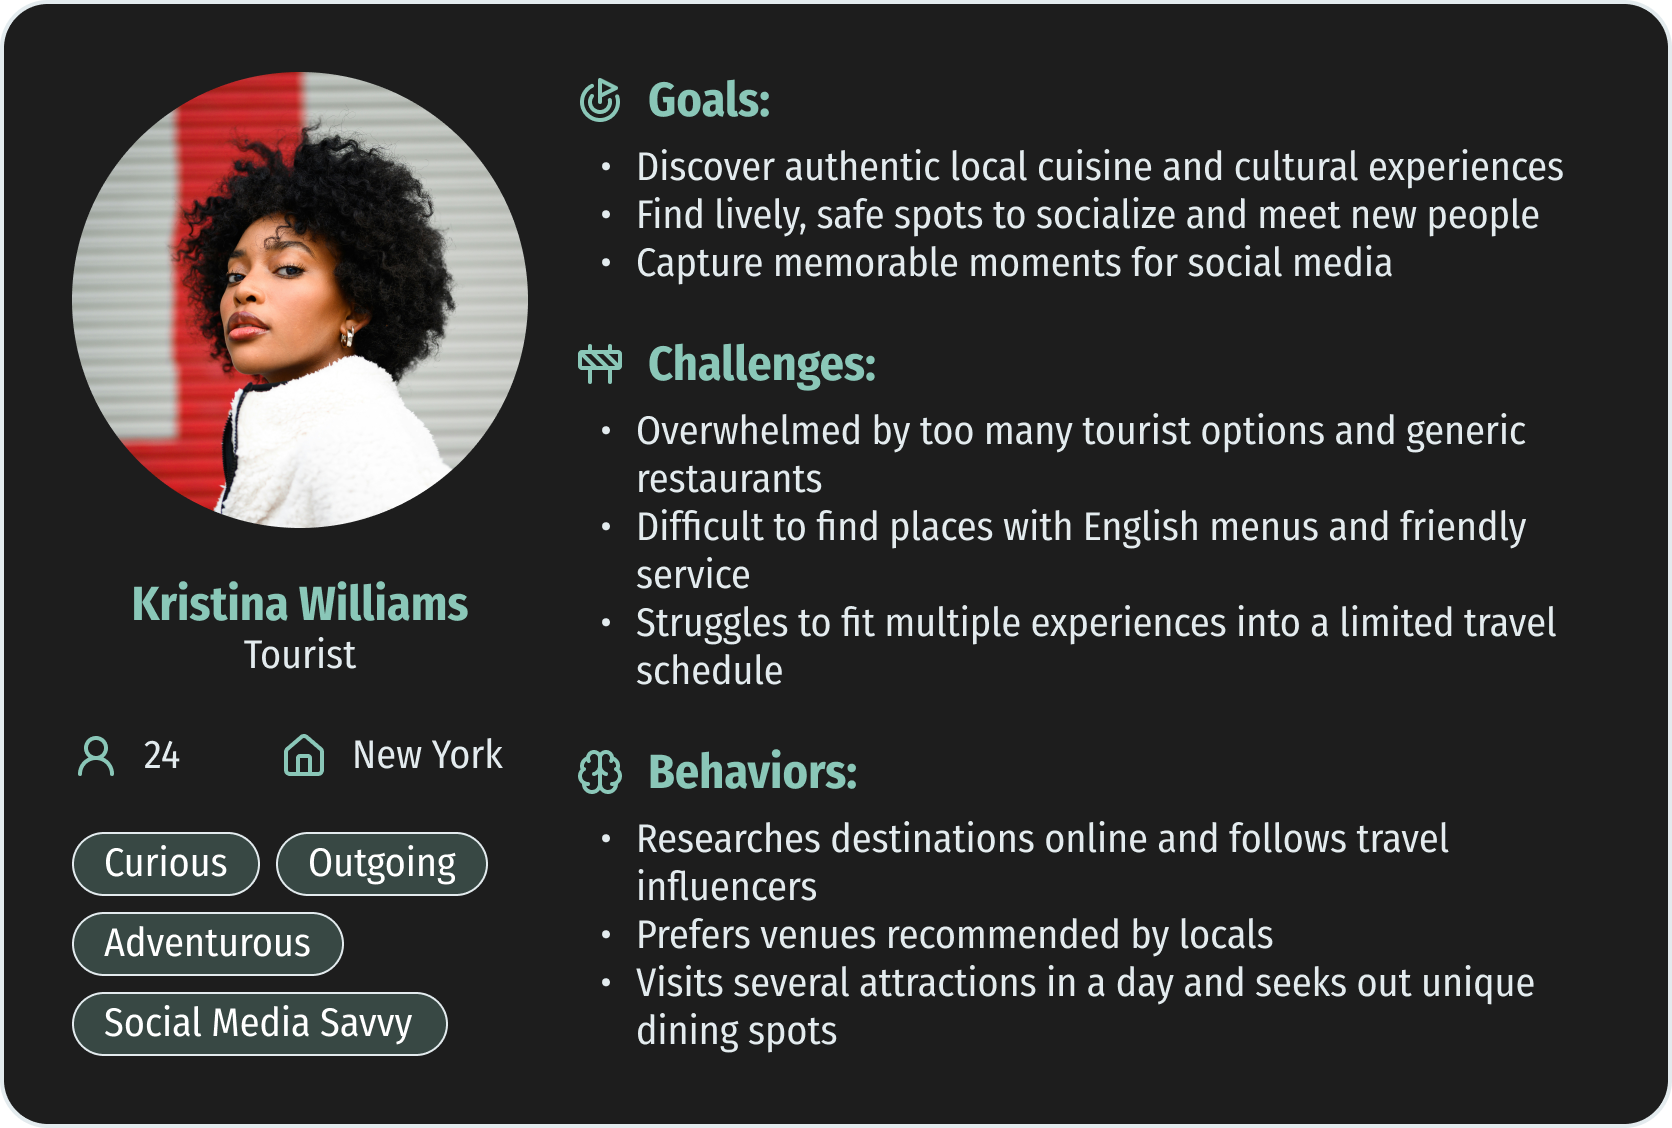 Kristina Williams
Tourist
24
New York
Curious
Outgoing
Adventurous
Social Media Savvy
Goals:
• Discover authentic local cuisine and cultural experiences
• Find lively, safe spots to socialize and meet new people
• Capture memorable moments for social media
Challenges:
• Overwhelmed by too many tourist options and generic
restaurants
• Difficult to find places with English menus and friendly
service
• Struggles to fit multiple experiences into a limited travel
schedule
Behaviors:
• Researches destinations online and follows travel
influencers
• Prefers venues recommended by locals
• Visits several attractions in a day and seeks out unique
dining spots